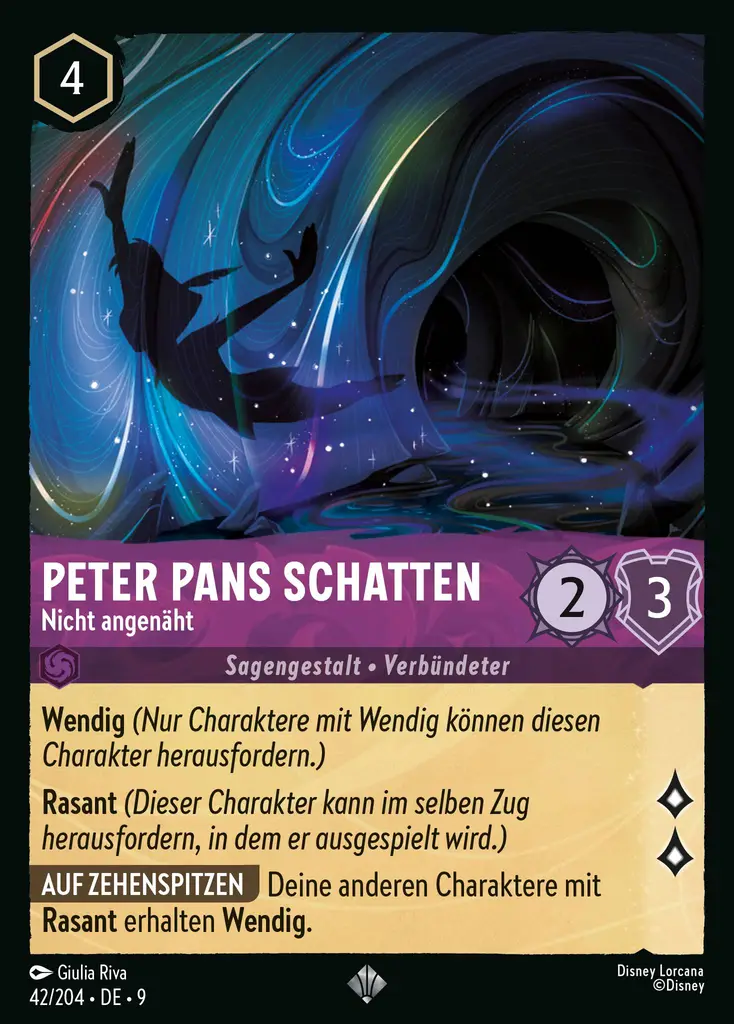 4
PETER PANS SCHATTEN
Nicht angenäht
2
3
Sagengestalt • Verbündeter
Wendig (Nur Charaktere mit Wendig können diesen
Charakter herausfordern.)
Rasant (Dieser Charakter kann im selben Zug
herausfordern, in dem er ausgespielt wird.)
AUF ZEHENSPITZEN Deine anderen Charaktere mit
Rasant erhalten Wendig.
Giulia Riva
42/204 • DE • 9
Disney Lorcana
©Disney